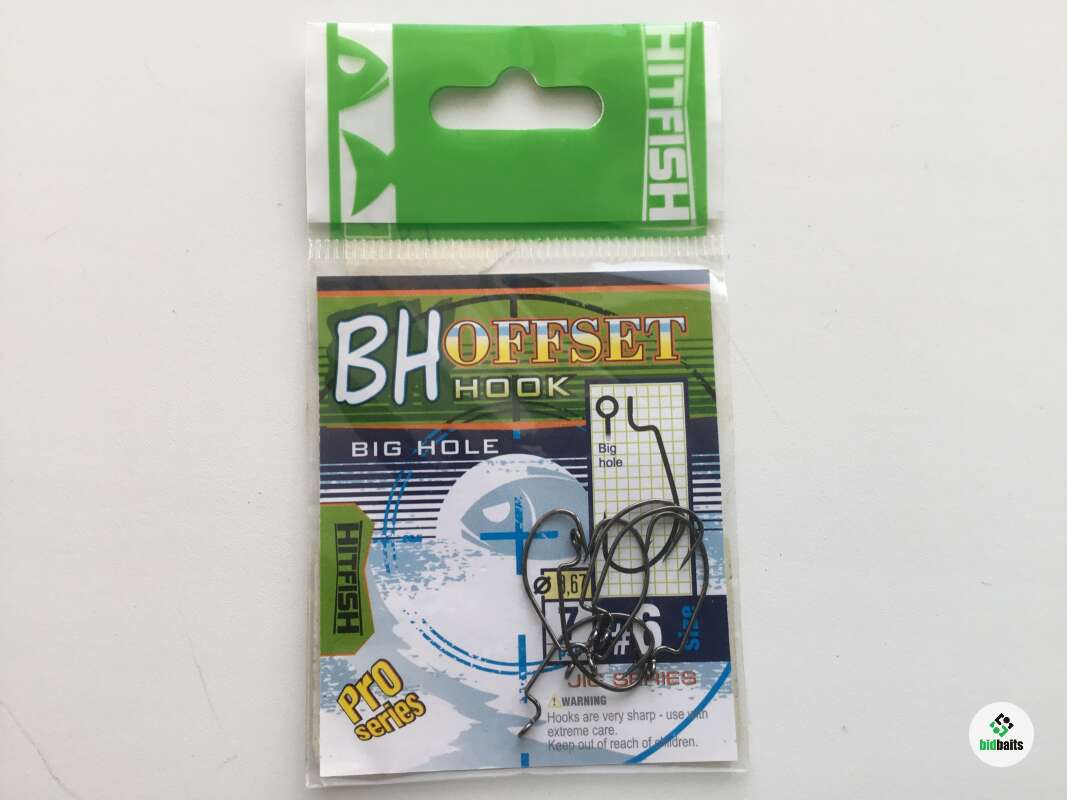 HITFISH
BH OFFSET
HOOK
BIG HOLE
Big
hole
HITFISH
Ø 0,67
7
#6 size
JIG SERIES
Pro
series
WARNING
Hooks are very sharp - use with
extreme care.
Keep out of reach of children.
bidbaits